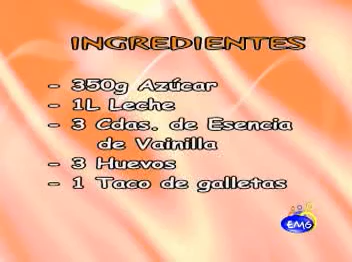 INGREDIENTES
- 350g Azúcar
- 1L Leche
- 3 Cdas. de Esencia
de Vainilla
- 3 Huevos
- 1 Taco de galletas
EMG